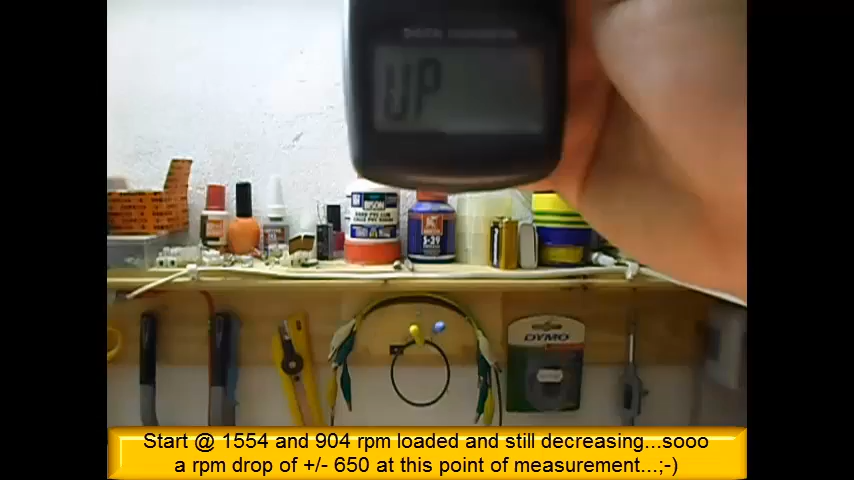 UP
BISON
S-39
DYMO
Start @ 1554 and 904 rpm loaded and still decreasing...sooo
a rpm drop of +/- 650 at this point of measurement...;-)